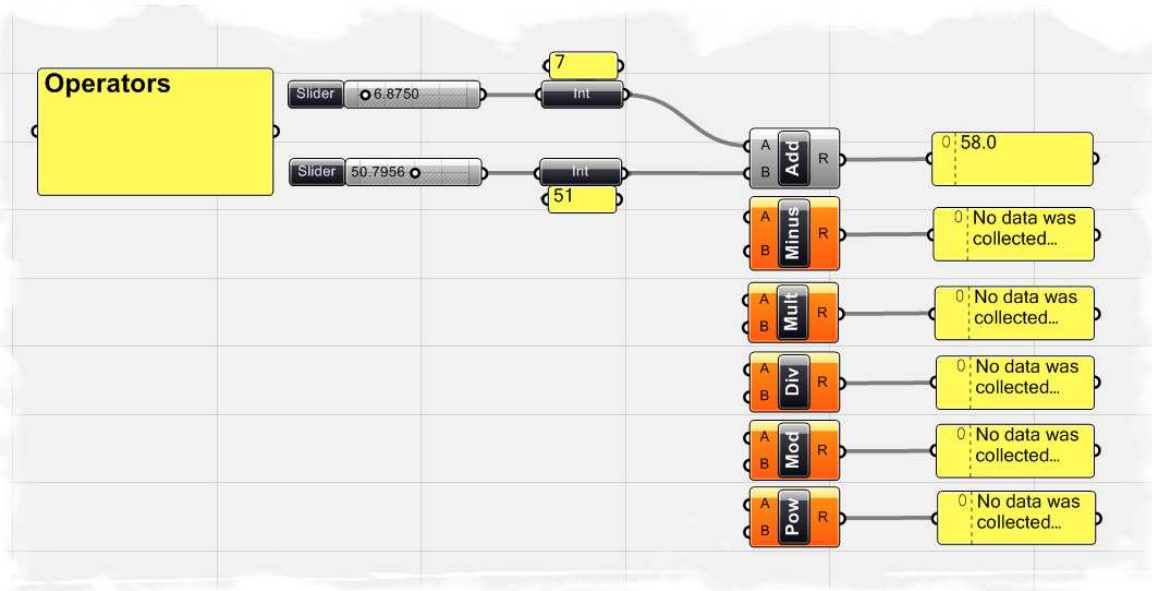 Operators
Slider 6.8750
7
Int
Slider 50.7956
Int
51
A
B
Add
R
0 58.0
A
B
Minus
R
0 No data was
collected...
A
B
Mult
R
0 No data was
collected...
A
B
Div
R
0 No data was
collected...
A
B
Mod
R
0 No data was
collected...
A
B
Pow
R
0 No data was
collected...